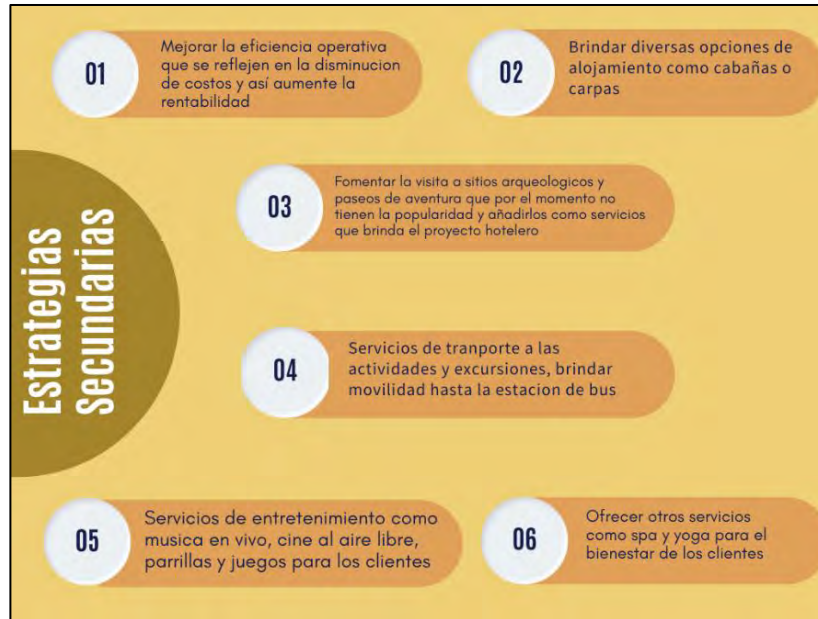 Estrategias
Secundarias
01
Mejorar la eficiencia operativa
que se reflejen en la disminucion
de costos y así aumente la
rentabilidad
02
Brindar diversas opciones de
alojamiento como cabañas o
carpas
03
Fomentar la visita a sitios arqueologicos y
paseos de aventura que por el momento no
tienen la popularidad y añadirlos como servicios
que brinda el proyecto hotelero
04
Servicios de tranporte a las
actividades y excursiones, brindar
movilidad hasta la estacion de bus
05
Servicios de entretenimiento como
musica en vivo, cine al aire libre,
parrillas y juegos para los clientes
06
Ofrecer otros servicios
como spa y yoga para el
bienestar de los clientes